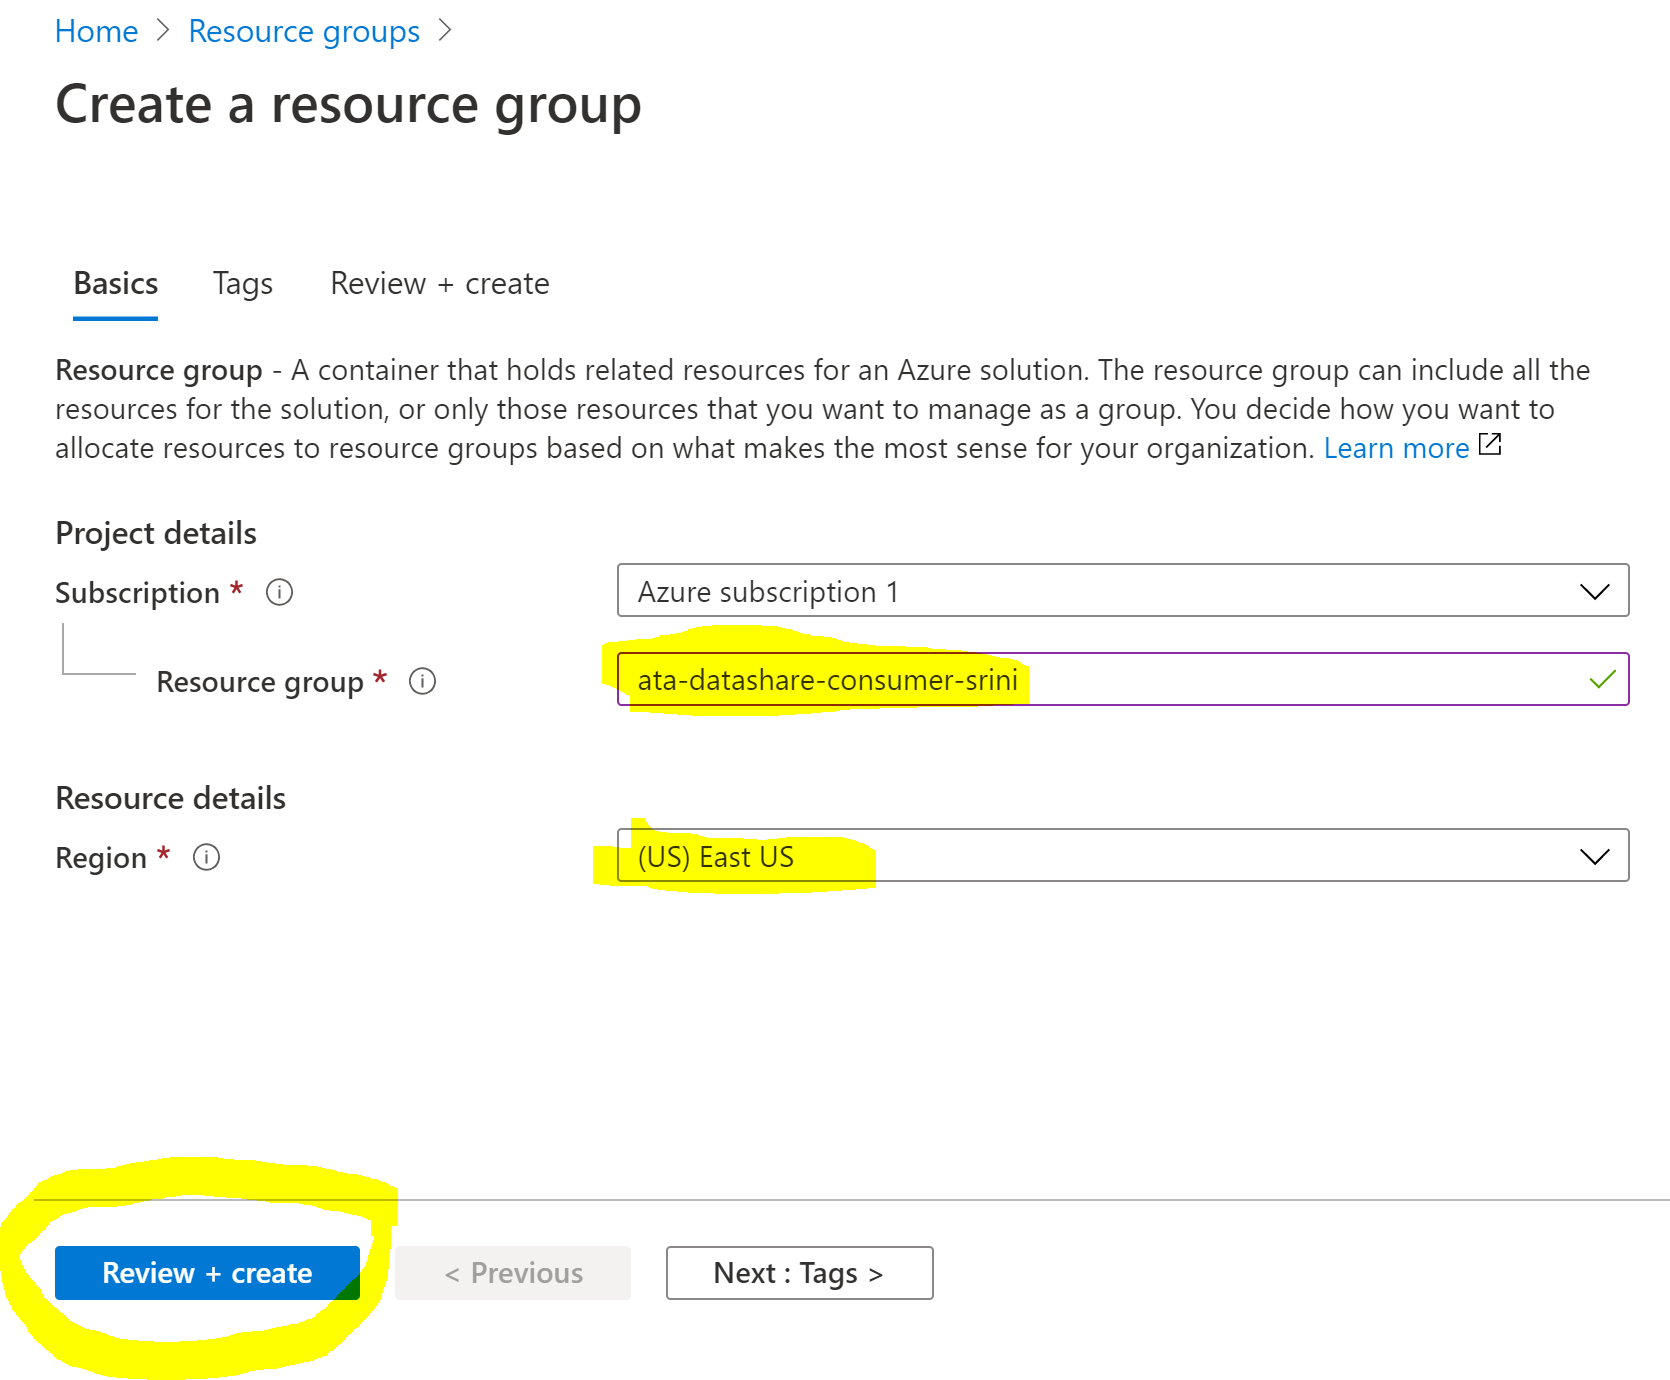 Home > Resource groups >
Create a resource group
Basics Tags Review + create
Resource group - A container that holds related resources for an Azure solution. The resource group can include all the
resources for the solution, or only those resources that you want to manage as a group. You decide how you want to
allocate resources to resource groups based on what makes the most sense for your organization. Learn more
Project details
Subscription * Azure subscription 1
Resource group * ata-datashare-consumer-srini
Resource details
Region * (US) East US
Review + create < Previous Next : Tags >